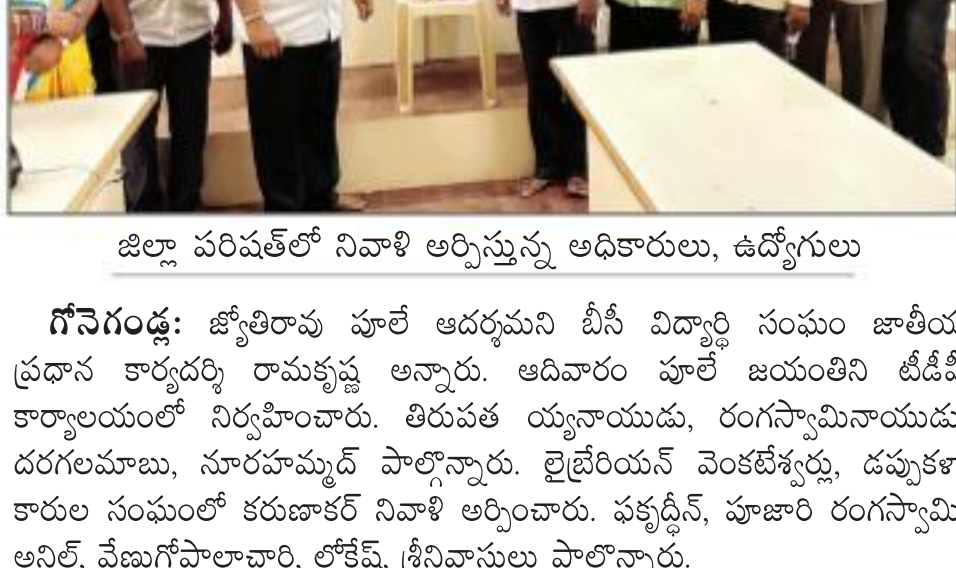 జిల్లా పరిషత్‌లో నివాళి అర్పిస్తున్న అధికారులు, ఉద్యోగులు
గోనెగండ్ల: జ్యోతిరావు పూలే ఆదర్శమని బీసీ విద్యార్థి సంఘం జాతీయ
ప్రధాన కార్యదర్శి రామకృష్ణ అన్నారు. ఆదివారం పూలే జయంతిని టీడీపీ
కార్యాలయంలో నిర్వహించారు. తిరుపత య్యనాయుడు, రంగస్వామినాయుడు
దరగలమాబు, నూరహమ్మద్ పాల్గొన్నారు. లైబ్రేరియన్ వెంకటేశ్వర్లు, డప్పుకళా
కారుల సంఘంలో కరుణాకర్ నివాళి అర్పించారు. ఫకృద్ధీన్, పూజారి రంగస్వామి
అనిల్, వేణుగోపాలాచారి, లోకేష్, శ్రీనివాసులు పాల్గొన్నారు.